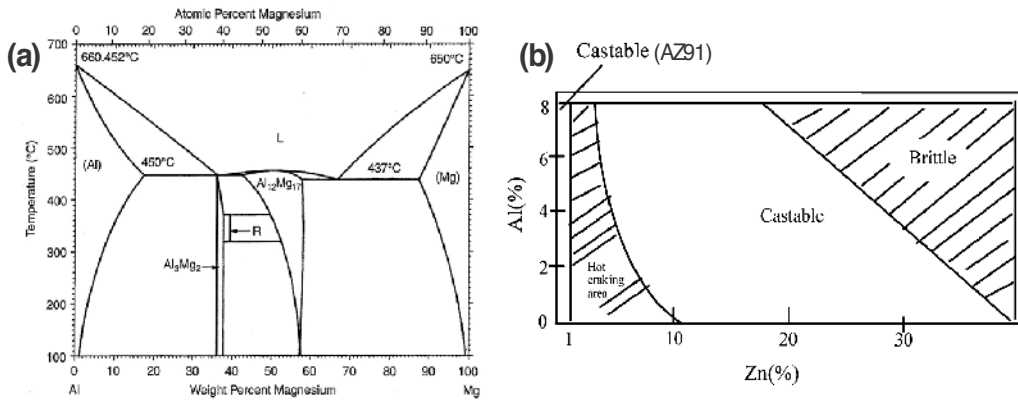 (a)
Atomic Percent Magnesium
0 10 20 30 40 50 60 70 80 90 100
700
600
500
400
300
200
100
Temperature (°C)
660.452°C
650°C
L
(Al)
450°C
437°C
(Mg)
Al12Mg17
R
Al3Mg2
0 10 20 30 40 50 60 70 80 90 100
Al
Weight Percent Magnesium
Mg
(b)
Castable (AZ91)
8
6
4
2
0
Al(%)
Brittle
Castable
Hot
craking
area
1 10 20 30
Zn(%)